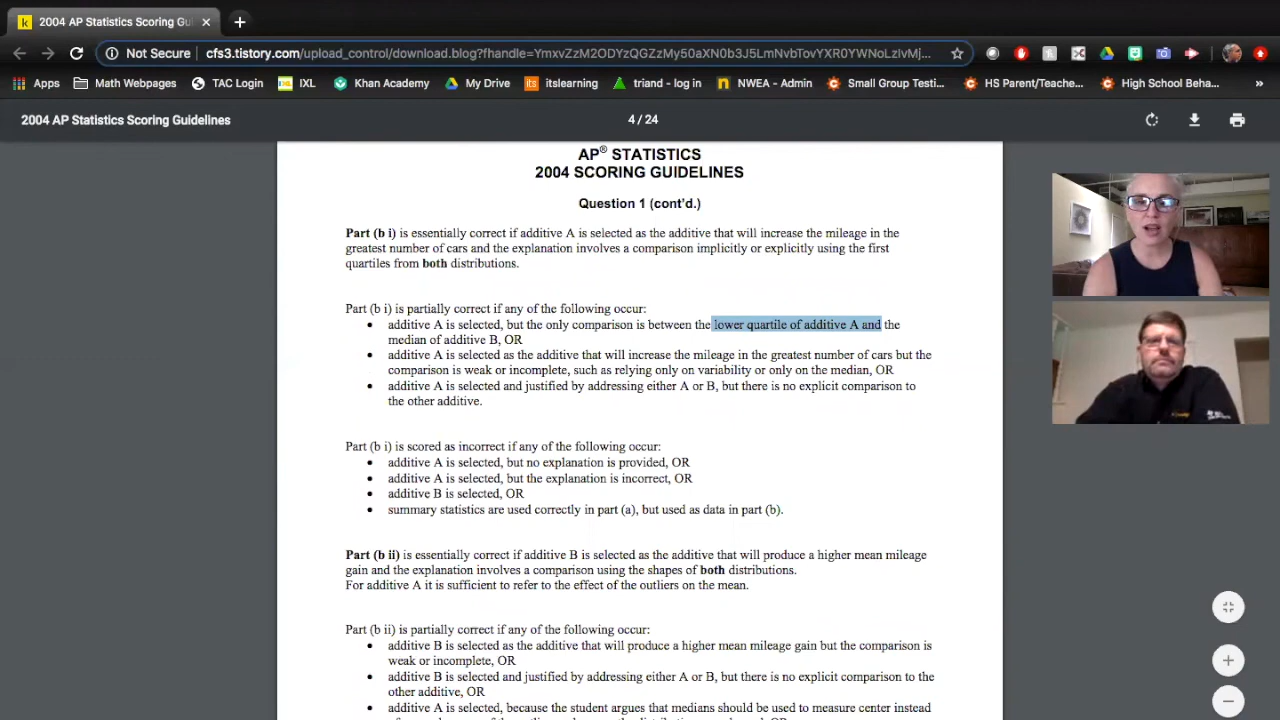 k 2004 AP Statistics Scoring Gui
Not Secure cfs3.tistory.com/upload_control/download.blog?fhandle=YmxvZzM2ODYzQGZzMy50aXN0b3J5LmNvbTovYXR0YWNoLzIvMj...
Apps Math Webpages TAC Login IXL Khan Academy My Drive its itslearning triand - log in n NWEA - Admin Small Group Testi... HS Parent/Teache... High School Beha... »
2004 AP Statistics Scoring Guidelines 4 / 24
AP® STATISTICS
2004 SCORING GUIDELINES
Question 1 (cont'd.)
Part (b i) is essentially correct if additive A is selected as the additive that will increase the mileage in the
greatest number of cars and the explanation involves a comparison implicitly or explicitly using the first
quartiles from both distributions.
Part (b i) is partially correct if any of the following occur:
• additive A is selected, but the only comparison is between the lower quartile of additive A and the
median of additive B, OR
• additive A is selected as the additive that will increase the mileage in the greatest number of cars but the
comparison is weak or incomplete, such as relying only on variability or only on the median, OR
• additive A is selected and justified by addressing either A or B, but there is no explicit comparison to
the other additive.
Part (b i) is scored as incorrect if any of the following occur:
• additive A is selected, but no explanation is provided, OR
• additive A is selected, but the explanation is incorrect, OR
• additive B is selected, OR
• summary statistics are used correctly in part (a), but used as data in part (b).
Part (b ii) is essentially correct if additive B is selected as the additive that will produce a higher mean mileage
gain and the explanation involves a comparison using the shapes of both distributions.
For additive A it is sufficient to refer to the effect of the outliers on the mean.
Part (b ii) is partially correct if any of the following occur:
• additive B is selected as the additive that will produce a higher mean mileage gain but the comparison is
weak or incomplete, OR
• additive B is selected and justified by addressing either A or B, but there is no explicit comparison to the
other additive, OR
• additive A is selected, because the student argues that medians should be used to measure center instead